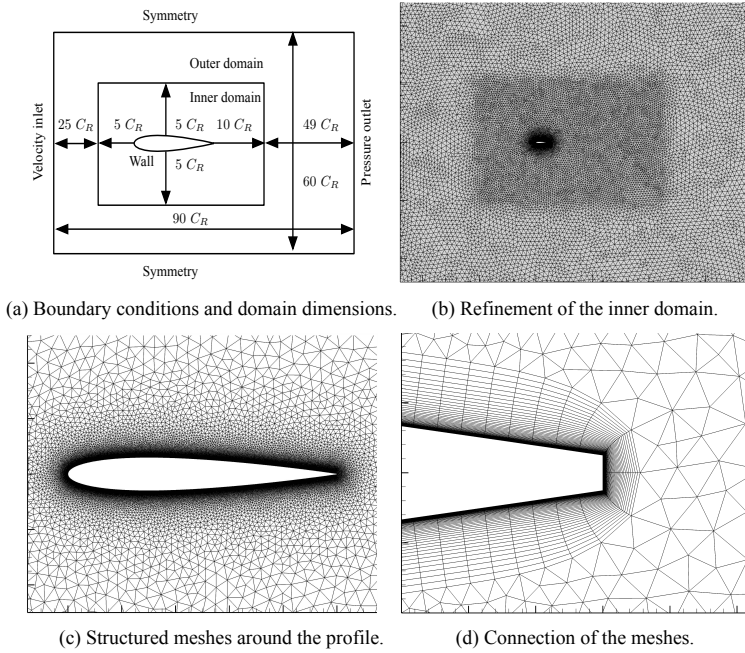 Symmetry
Outer domain
Inner domain
Velocity inlet
25 C_R
5 C_R
5 C_R
10 C_R
49 C_R
Pressure outlet
Wall
5 C_R
60 C_R
90 C_R
Symmetry
(a) Boundary conditions and domain dimensions.
(b) Refinement of the inner domain.
(c) Structured meshes around the profile.
(d) Connection of the meshes.